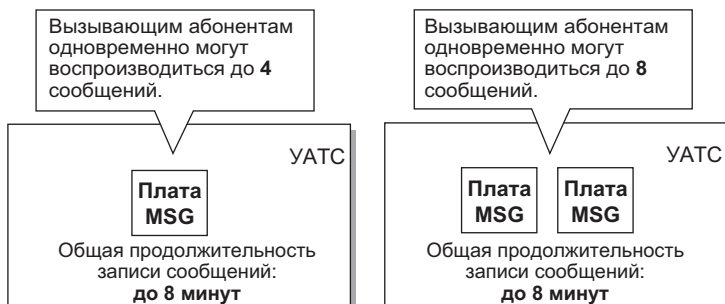 Вызывающим абонентам
одновременно могут
воспроизводиться до 4
сообщений.
УАТС
Плата
MSG
Общая продолжительность
записи сообщений:
до 8 минут
Вызывающим абонентам
одновременно могут
воспроизводиться до 8
сообщений.
УАТС
Плата
MSG
Плата
MSG
Общая продолжительность
записи сообщений:
до 8 минут